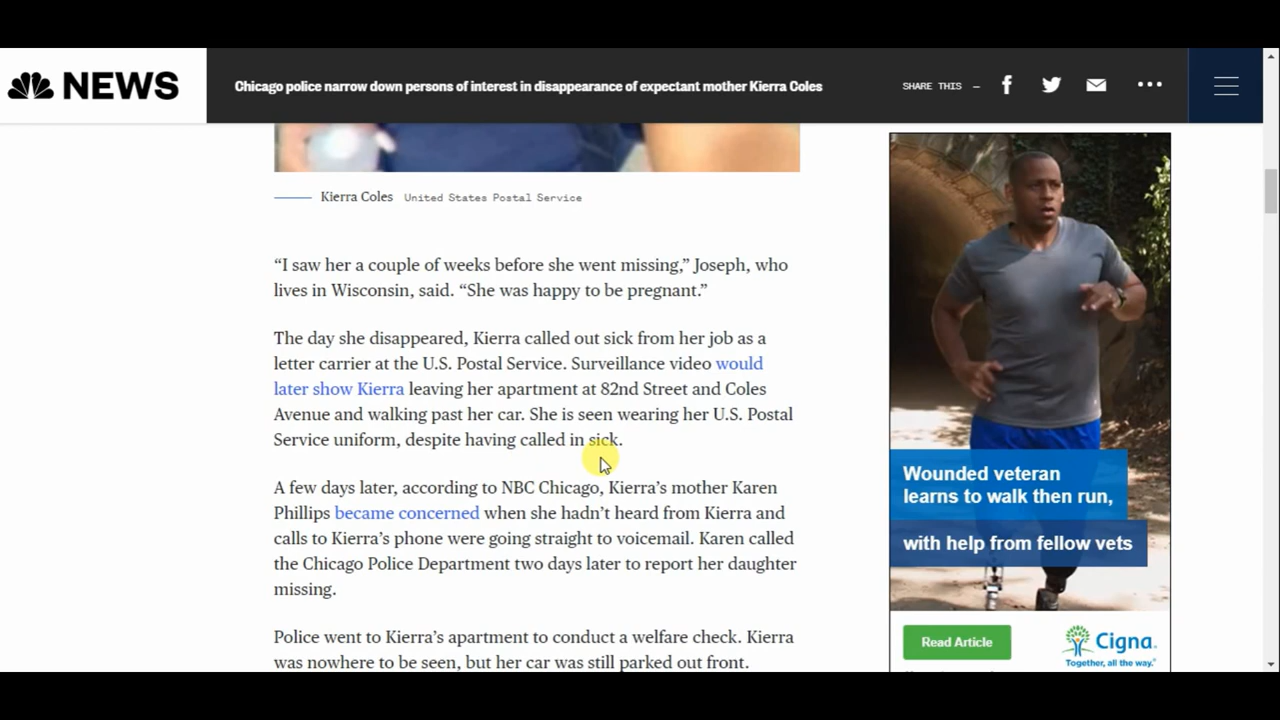 NEWS
Chicago police narrow down persons of interest in disappearance of expectant mother Kierra Coles
SHARE THIS –
Kierra Coles United States Postal Service
“I saw her a couple of weeks before she went missing,” Joseph, who
lives in Wisconsin, said. “She was happy to be pregnant.”
The day she disappeared, Kierra called out sick from her job as a
letter carrier at the U.S. Postal Service. Surveillance video would
later show Kierra leaving her apartment at 82nd Street and Coles
Avenue and walking past her car. She is seen wearing her U.S. Postal
Service uniform, despite having called in sick.
A few days later, according to NBC Chicago, Kierra’s mother Karen
Phillips became concerned when she hadn’t heard from Kierra and
calls to Kierra’s phone were going straight to voicemail. Karen called
the Chicago Police Department two days later to report her daughter
missing.
Police went to Kierra’s apartment to conduct a welfare check. Kierra
was nowhere to be seen, but her car was still parked out front.
Wounded veteran
learns to walk then run,
with help from fellow vets
Read Article
Cigna
Together, all the way.